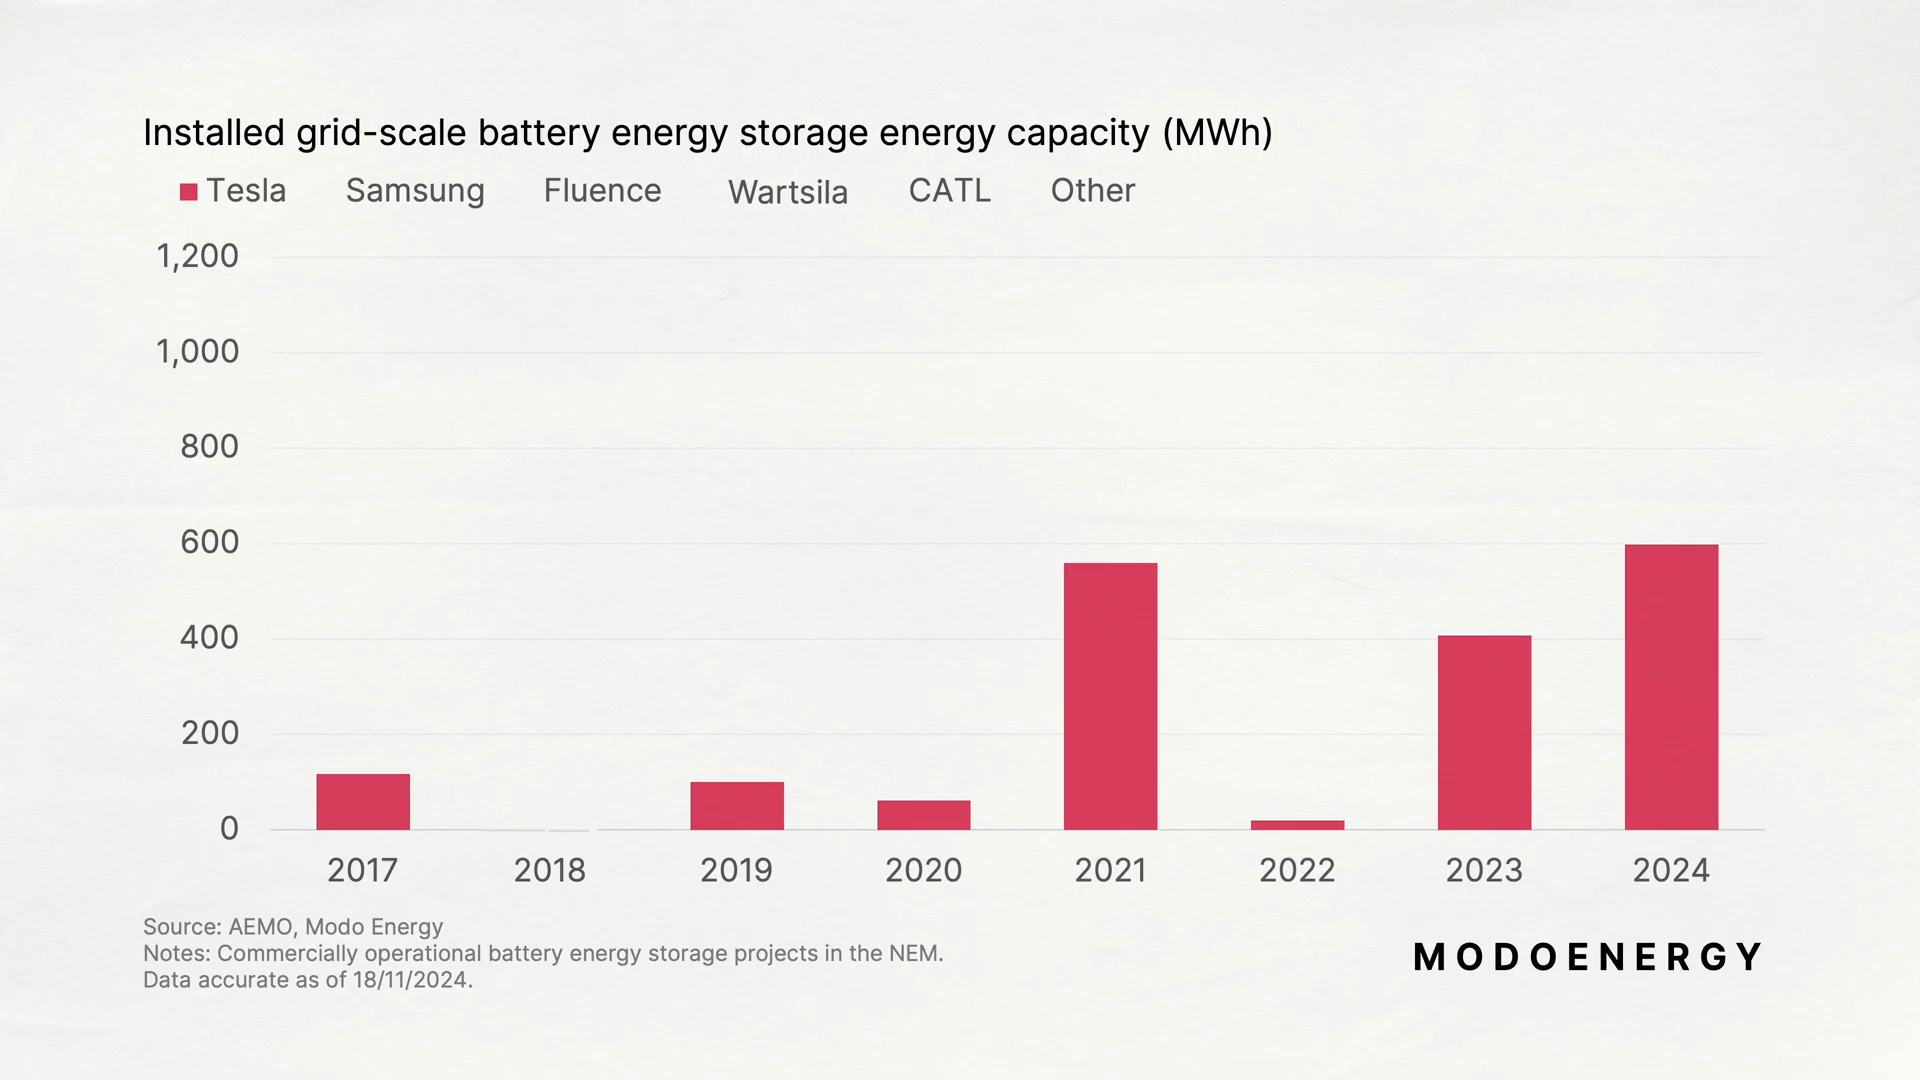 Installed grid-scale battery energy storage energy capacity (MWh)
Tesla Samsung Fluence Wartsila CATL Other
1,200
1,000
800
600
400
200
0
2017 2018 2019 2020 2021 2022 2023 2024
Source: AEMO, Modo Energy
Notes: Commercially operational battery energy storage projects in the NEM.
Data accurate as of 18/11/2024.
MODOENERGY